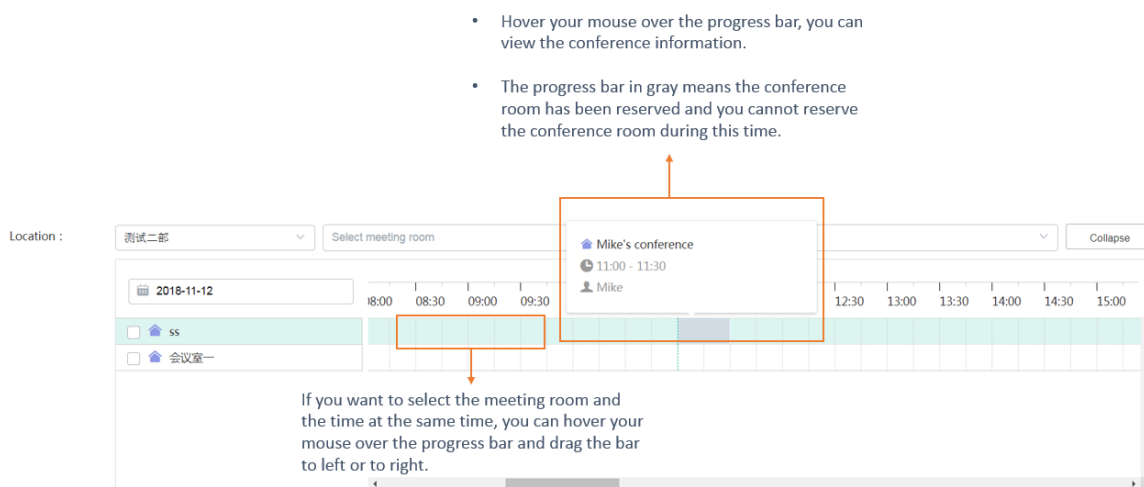 • Hover your mouse over the progress bar, you can
view the conference information.
• The progress bar in gray means the conference
room has been reserved and you cannot reserve
the conference room during this time.
Location :
测试二部
Select meeting room
Collapse
Mike's conference
11:00 - 11:30
Mike
2018-11-12
08:00 08:30 09:00 09:30 12:30 13:00 13:30 14:00 14:30 15:00
ss
会议室一
If you want to select the meeting room and
the time at the same time, you can hover your
mouse over the progress bar and drag the bar
to left or to right.